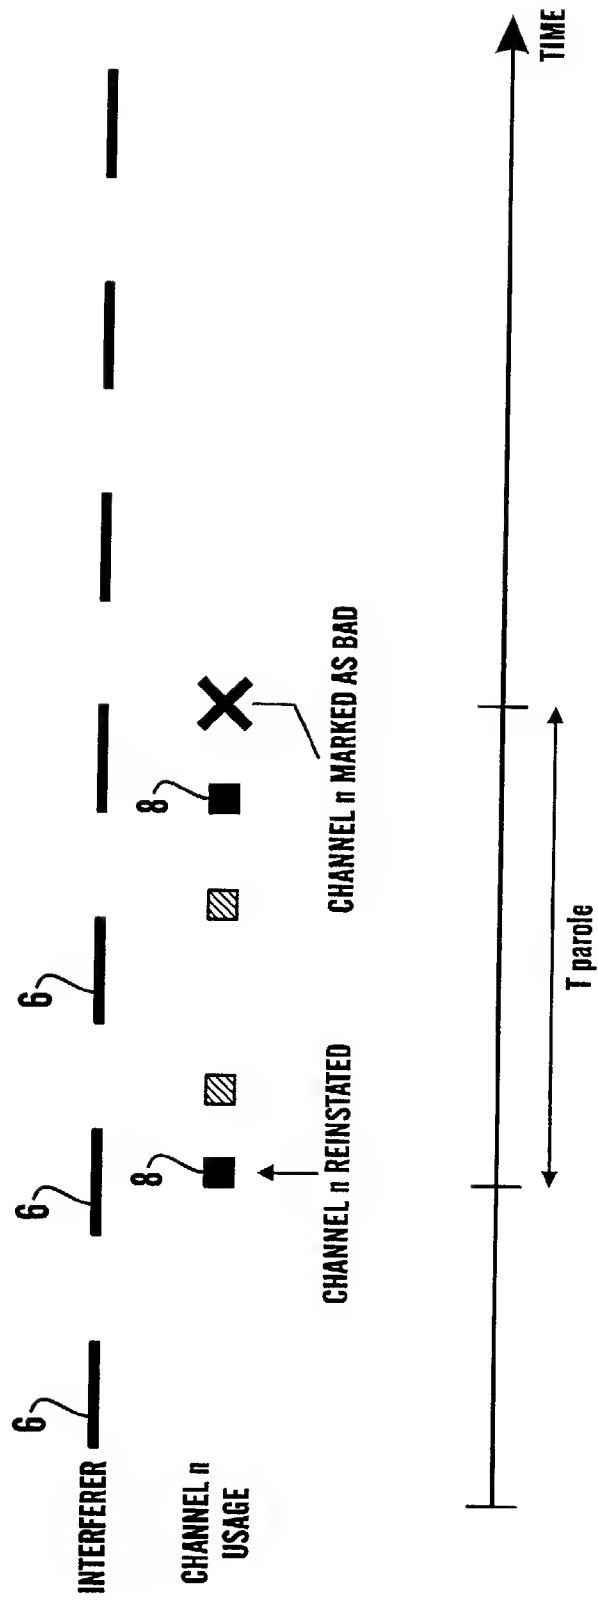 6
6
6
INTERFERER
8
8
CHANNEL n
USAGE
CHANNEL n REINSTATED
CHANNEL n MARKED AS BAD
TIME
T parole